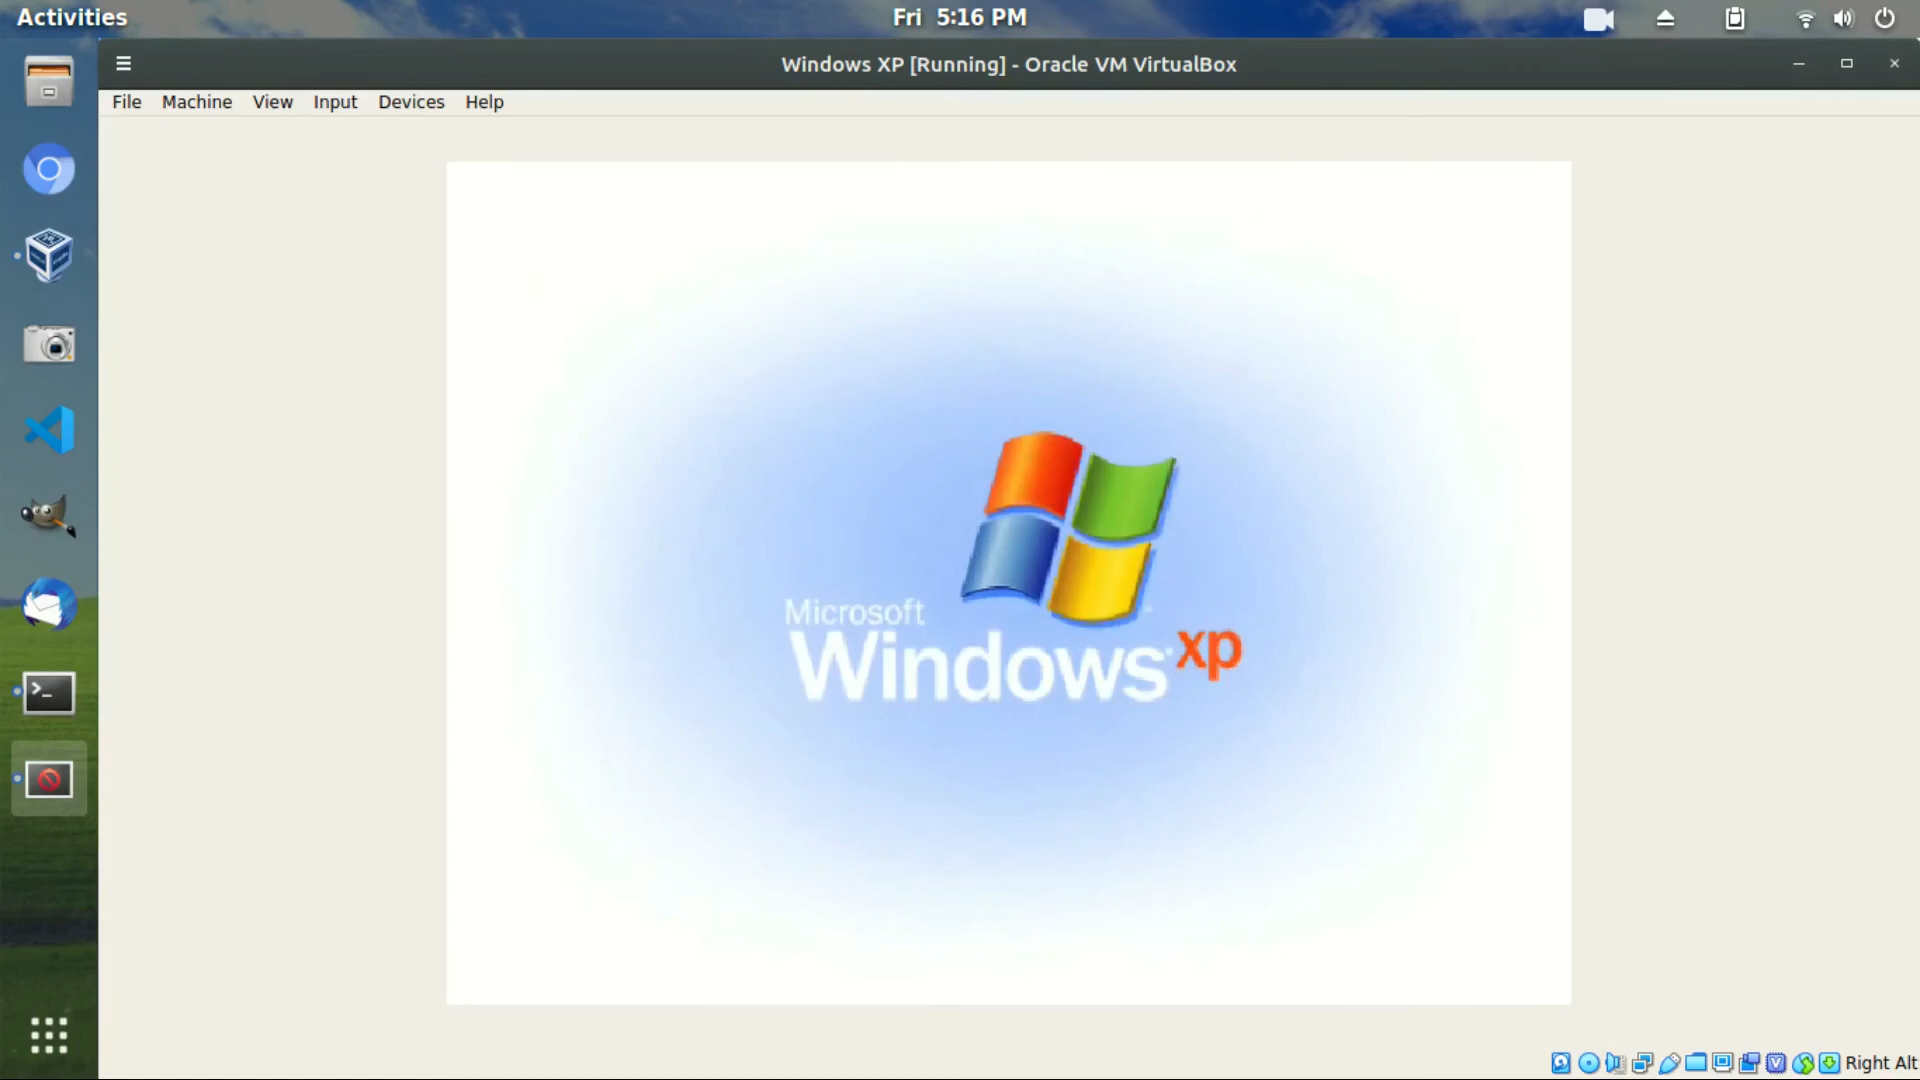 Activities
Fri 5:16 PM
Windows XP [Running] - Oracle VM VirtualBox
File Machine View Input Devices Help
Microsoft
Windows xp
Right Alt